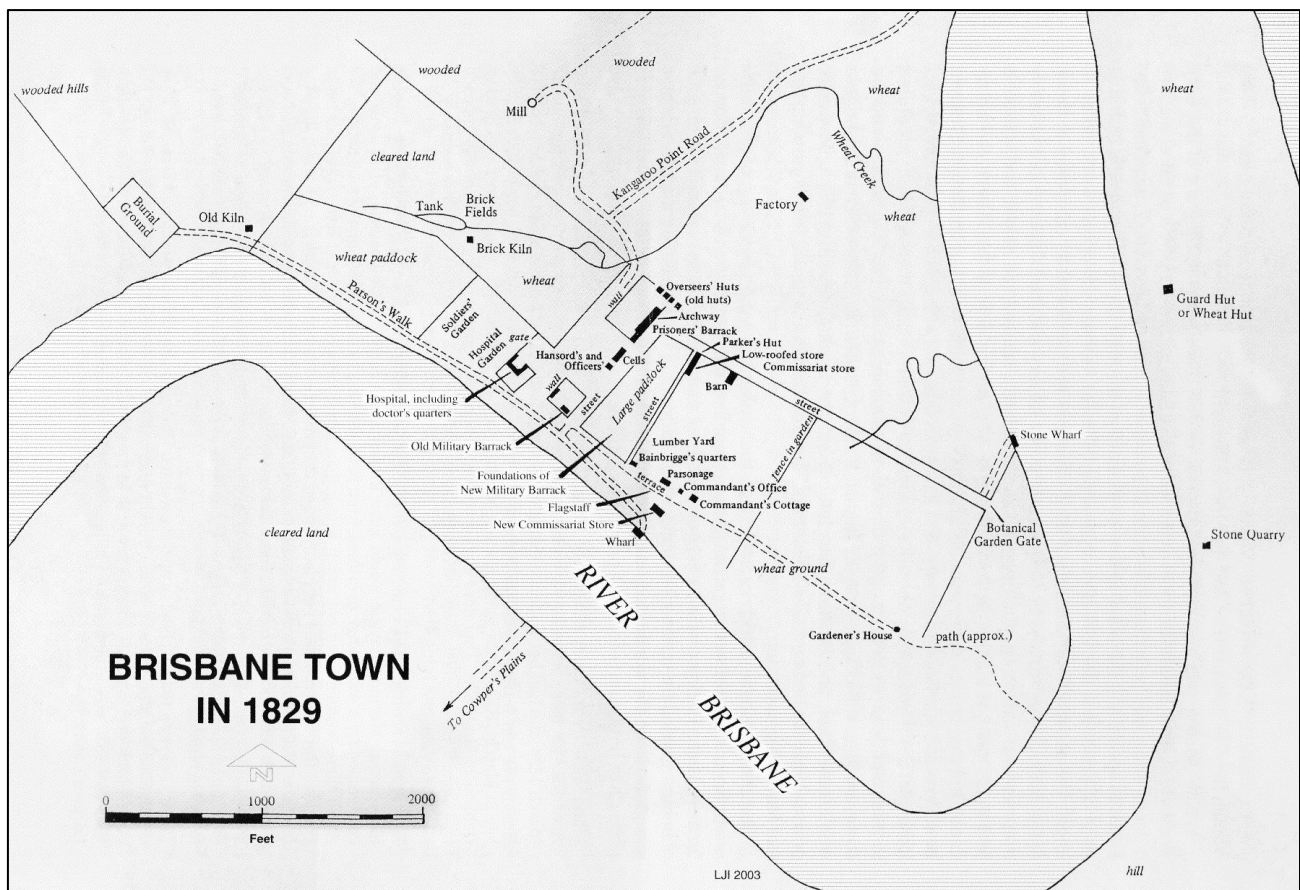 wooded hills
wooded
wooded
wheat
wheat
Mill
Kangaroo Point Road
Wheat Creek
cleared land
Burial
Ground
Old Kiln
Tank
Brick
Fields
Brick Kiln
Factory
wheat
wheat paddock
wheat
Parson's Walk
Soldiers'
Garden
Hospital
Garden
gate
wall
Overseers' Huts
(old huts)
Archway
Prisoners' Barrack
Parker's Hut
Low-roofed store
Commissariat store
Guard Hut
or Wheat Hut
Hansord's and
Officers'
Cells
Barn
Large paddock
wall
street
street
street
Hospital, including
doctor's quarters
Old Military Barrack
Foundations of
New Military Barrack
Flagstaff
New Commissariat Store
Wharf
Lumber Yard
Bainbrigge's quarters
Parsonage
terrace
Commandant's Office
Commandant's Cottage
fence in garden
Stone Wharf
Botanical
Garden Gate
Stone Quarry
cleared land
wheat ground
Gardener's House
path (approx.)
RIVER
BRISBANE
To Cowper's Plains
BRISBANE TOWN
IN 1829
N
0 1000 2000
Feet
LJI 2003
hill